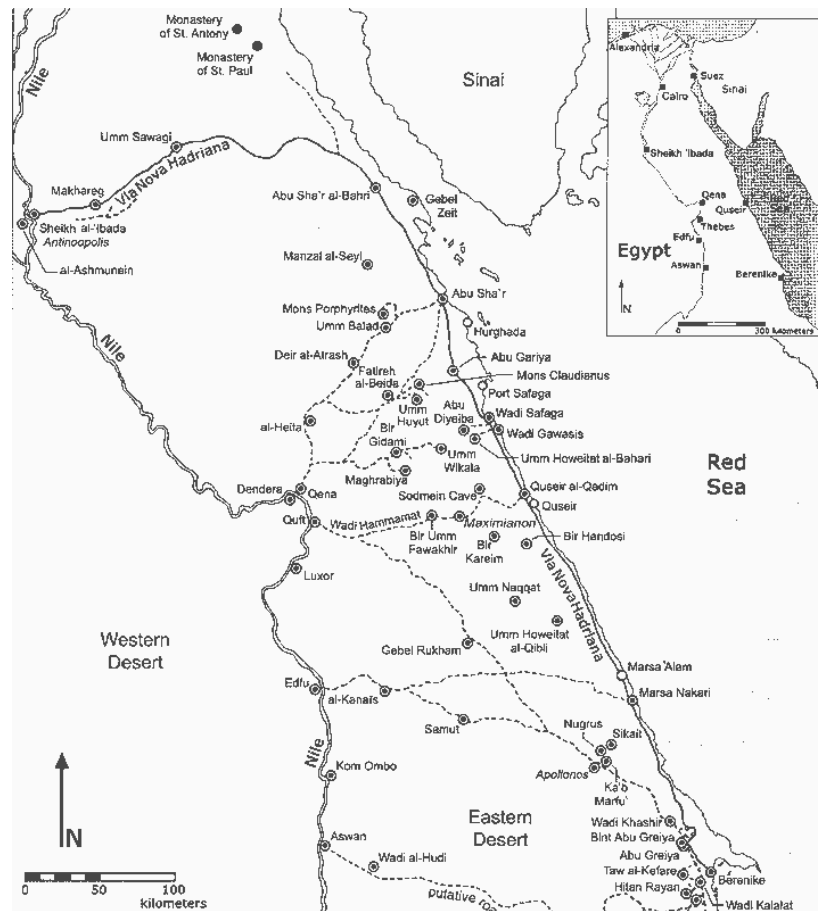 Monastery
of St. Antony
Monastery
of St. Paul
Nile
Sinai
Umm Sawagi
Via Nova Hadriana
Makhareg
Abu Sha'r al-Bahri
Gebel
Zeit
Sheikh al-'Ibada
Antinoopolis
al-Ashmunein
Manzal al-Seyl
Mons Porphyrites
Umm Balad
Abu Sha'r
Hurghada
Nile
Deir al-Atrash
Fatireh
al-Beida
Abu Gariya
Mons Claudianus
Port Safaga
Umm
Huyut
Abu
Diyeiba
Wadi Safaga
Wadi Gawasis
al-Heita
Bir
Gidami
Umm
Wikala
Umm Howeitat al-Bahari
Red
Sea
Maghrabiya
Dendera
Qena
Sodmein Cave
Quseir al-Qadim
Quseir
Quft
Wadi Hammamat
Maximianon
Bir Umm
Fawakhir
Bir
Kareim
Bir Handosi
Luxor
Via Nova Hadriana
Umm Naqqat
Umm Howeitat
al-Qibli
Western
Desert
Gebel Rukham
Marsa 'Alam
Edfu
al-Kanaïs
Marsa Nakari
Samut
Nugrus
Sikait
Apollonos
Ka'b
Marfu'
Nile
Kom Ombo
N
Eastern
Desert
Wadi Khashir
Bint Abu Greiya
Abu Greiya
Aswan
Wadi al-Hudi
Taw al-Kefare
Berenike
Hitan Rayan
Wadi Kalalat
putative ro
0 50 100
kilometers
Alexandria
Suez
Sinai
Cairo
Sheikh 'Ibada
Qena
Quseir
Thebes
Edfu
Egypt
Aswan
Berenike
N
0 300
kilometers